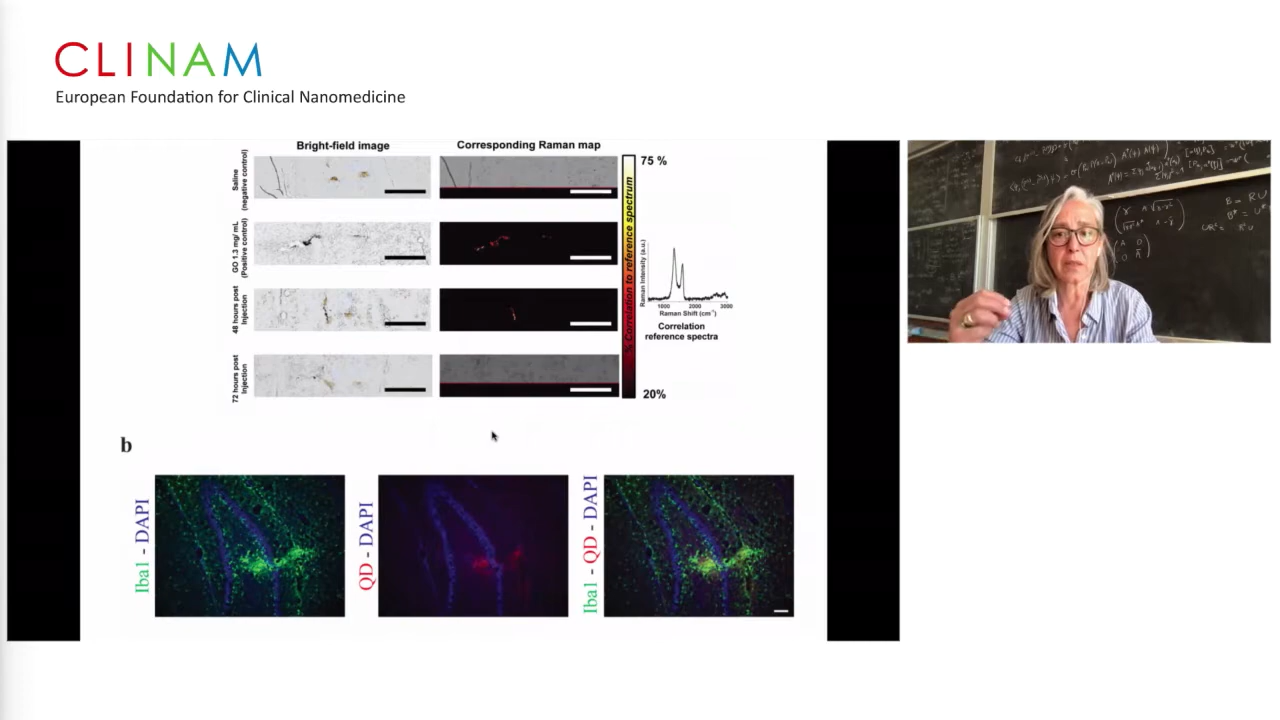 CLINAM
European Foundation for Clinical Nanomedicine
Bright-field image
Corresponding Raman map
Saline
(negative control)
GO 1.3 mg/ mL
(Positive control)
48 hours post
Injection
72 hours post
Injection
75 %
% Correlation to reference spectrum
20%
Raman Intensity (a.u.)
1000 2000 3000
Raman Shift (cm⁻¹)
Correlation
reference spectra
b
Iba1 - DAPI
QD - DAPI
Iba1 - QD - DAPI